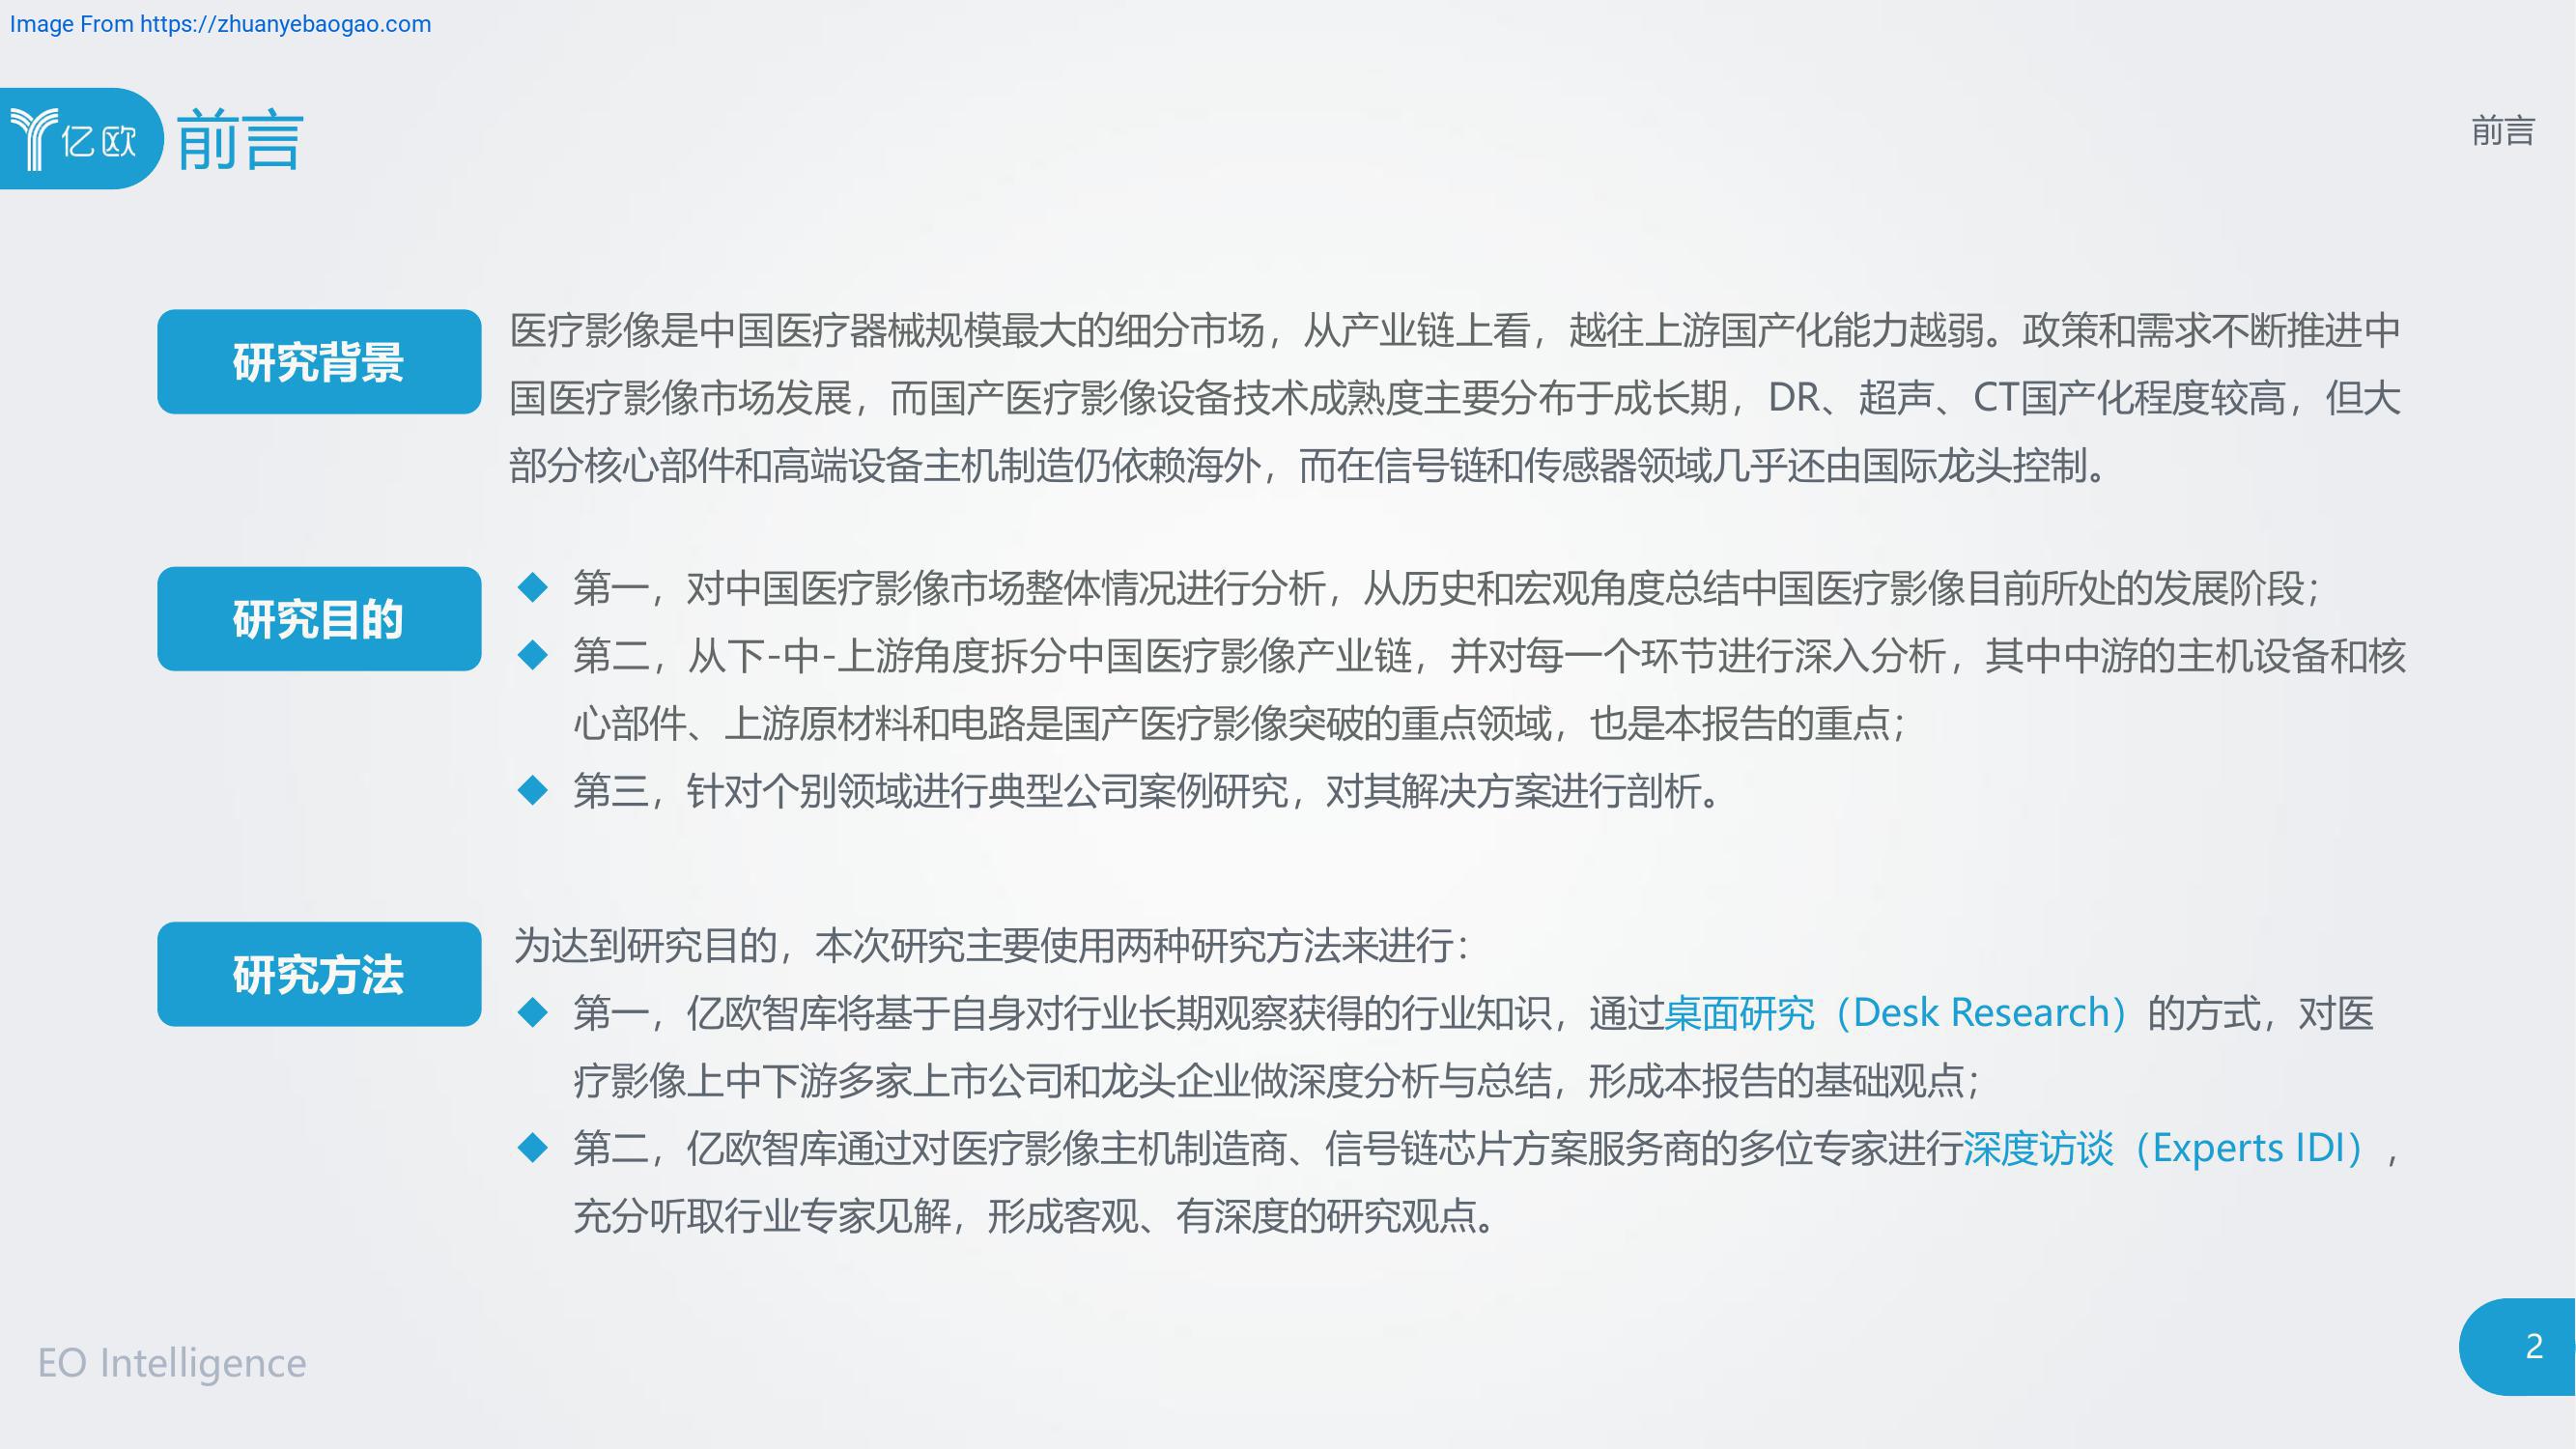 Image From https://zhuanyebaogao.com
亿欧
前言
前言
研究背景
医疗影像是中国医疗器械规模最大的细分市场，从产业链上看，越往上游国产化能力越弱。政策和需求不断推进中
国医疗影像市场发展，而国产医疗影像设备技术成熟度主要分布于成长期，DR、超声、CT国产化程度较高，但大
部分核心部件和高端设备主机制造仍依赖海外，而在信号链和传感器领域几乎还由国际龙头控制。
研究目的
◆ 第一，对中国医疗影像市场整体情况进行分析，从历史和宏观角度总结中国医疗影像目前所处的发展阶段；
◆ 第二，从下-中-上游角度拆分中国医疗影像产业链，并对每一个环节进行深入分析，其中中游的主机设备和核
心部件、上游原材料和电路是国产医疗影像突破的重点领域，也是本报告的重点；
◆ 第三，针对个别领域进行典型公司案例研究，对其解决方案进行剖析。
研究方法
为达到研究目的，本次研究主要使用两种研究方法来进行：
◆ 第一，亿欧智库将基于自身对行业长期观察获得的行业知识，通过桌面研究（Desk Research）的方式，对医
疗影像上中下游多家上市公司和龙头企业做深度分析与总结，形成本报告的基础观点；
◆ 第二，亿欧智库通过对医疗影像主机制造商、信号链芯片方案服务商的多位专家进行深度访谈（Experts IDI），
充分听取行业专家见解，形成客观、有深度的研究观点。
EO Intelligence
2